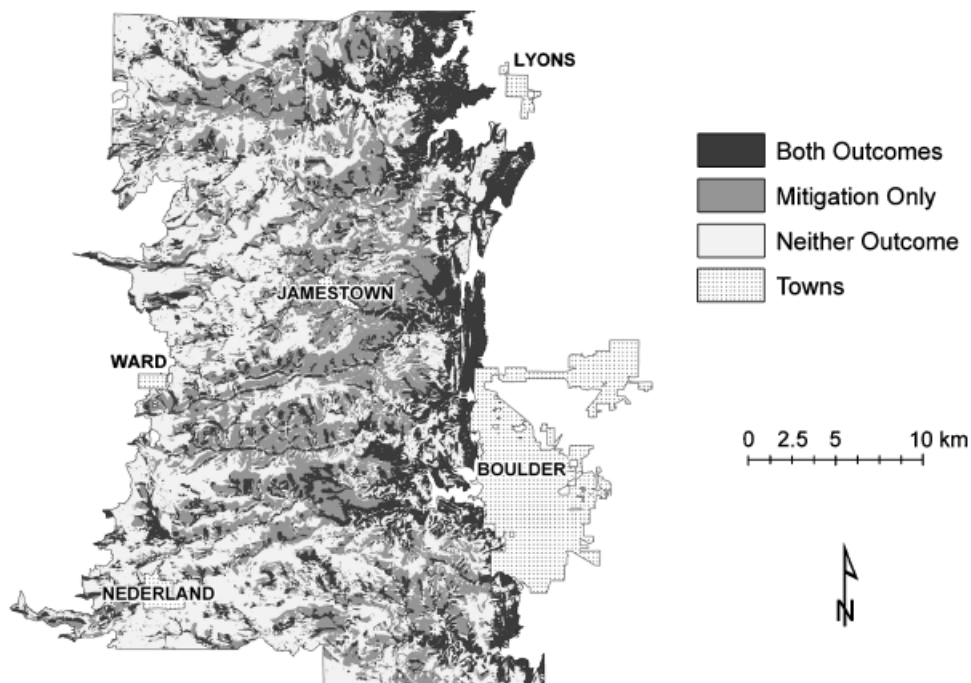 LYONS
Both Outcomes
Mitigation Only
Neither Outcome
Towns
JAMESTOWN
WARD
BOULDER
0 2.5 5 10 km
NEDERLAND
N